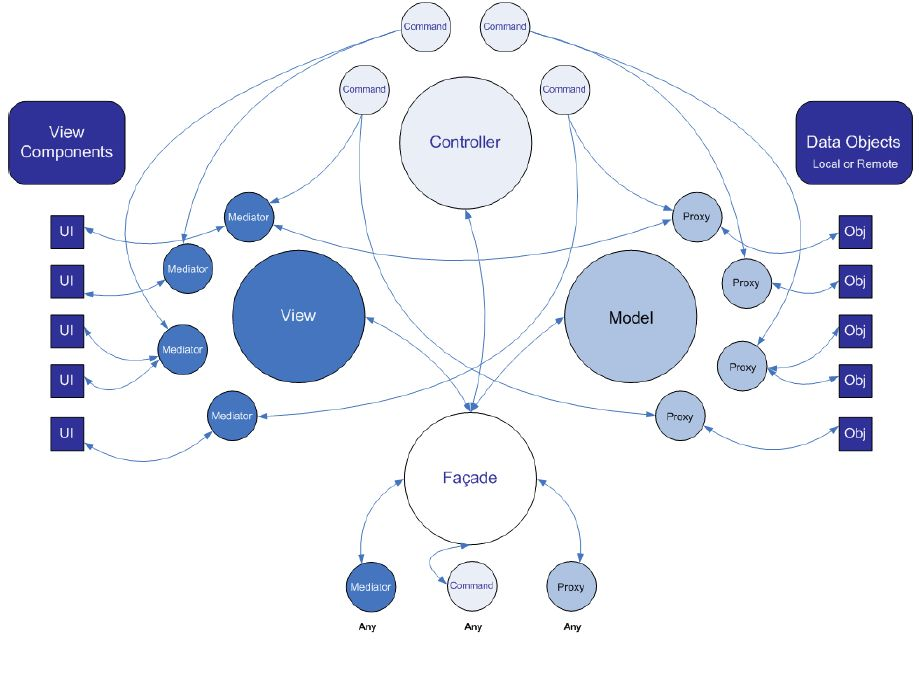 Command
Command
Command
Command
View
Components
Controller
Data Objects
Local or Remote
UI
Mediator
Proxy
Obj
UI
Mediator
Proxy
Obj
UI
View
Model
Obj
Mediator
Proxy
UI
Obj
Mediator
Proxy
UI
Obj
Façade
Mediator
Command
Proxy
Any
Any
Any